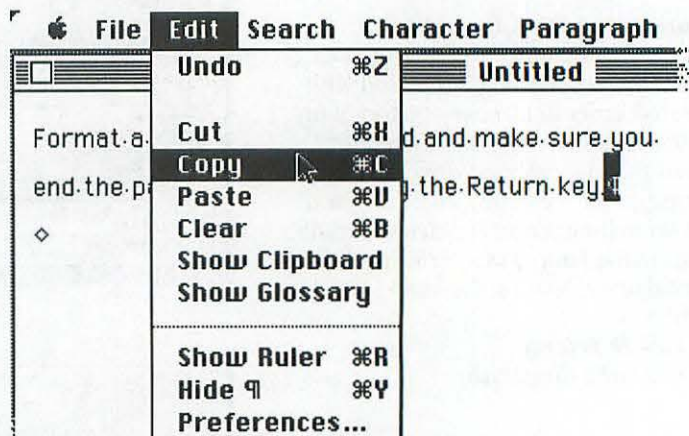 File Edit Search Character Paragraph
Untitled
Undo ⌘Z
Cut ⌘X
Copy ⌘C
Paste ⌘V
Clear ⌘B
Show Clipboard
Show Glossary
Show Ruler ⌘R
Hide ¶ ⌘Y
Preferences...
Format·a· and·make·sure·you·
end·the· the·Return·key.¶